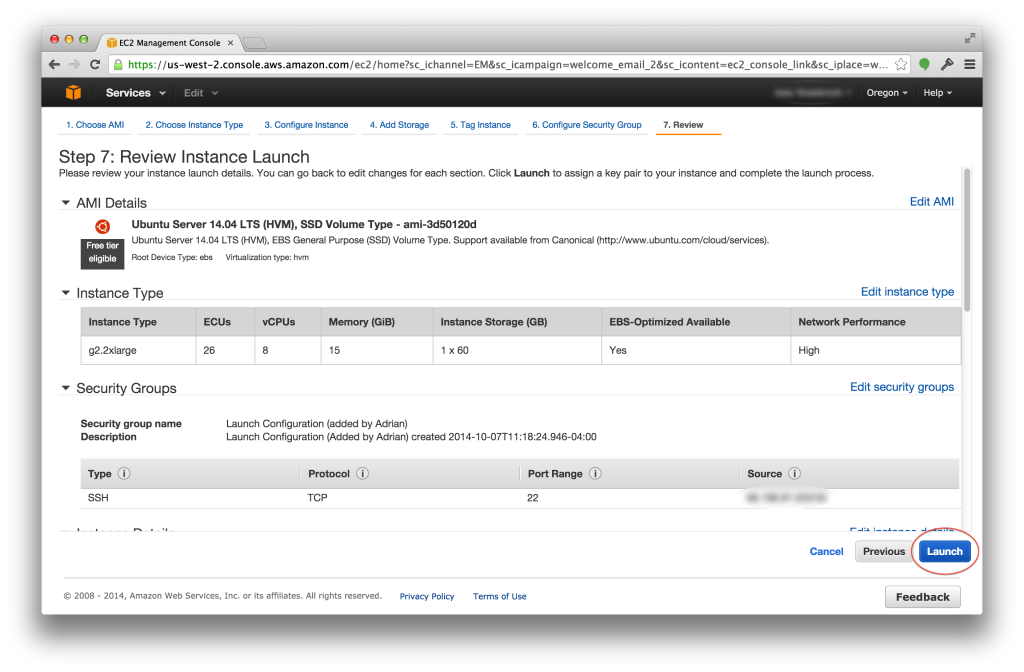 EC2 Management Console
https://us-west-2.console.aws.amazon.com/ec2/home?sc_ichannel=EM&sc_icampaign=welcome_email_2&sc_icontent=ec2_console_link&sc_iplace=w...
Services Edit Oregon Help
1. Choose AMI 2. Choose Instance Type 3. Configure Instance 4. Add Storage 5. Tag Instance 6. Configure Security Group 7. Review
Step 7: Review Instance Launch
Please review your instance launch details. You can go back to edit changes for each section. Click Launch to assign a key pair to your instance and complete the launch process.
AMI Details Edit AMI
Ubuntu Server 14.04 LTS (HVM), SSD Volume Type - ami-3d50120d
Free tier eligible
Ubuntu Server 14.04 LTS (HVM), EBS General Purpose (SSD) Volume Type. Support available from Canonical (http://www.ubuntu.com/cloud/services).
Root Device Type: ebs Virtualization type: hvm
Instance Type Edit instance type
Instance Type ECUs vCPUs Memory (GiB) Instance Storage (GB) EBS-Optimized Available Network Performance
g2.2xlarge 26 8 15 1 x 60 Yes High
Security Groups Edit security groups
Security group name Launch Configuration (added by Adrian)
Description Launch Configuration (Added by Adrian) created 2014-10-07T11:18:24.946-04:00
Type Protocol Port Range Source
SSH TCP 22
Instance Details Edit instance details
Cancel Previous Launch
© 2008 - 2014, Amazon Web Services, Inc. or its affiliates. All rights reserved. Privacy Policy Terms of Use Feedback